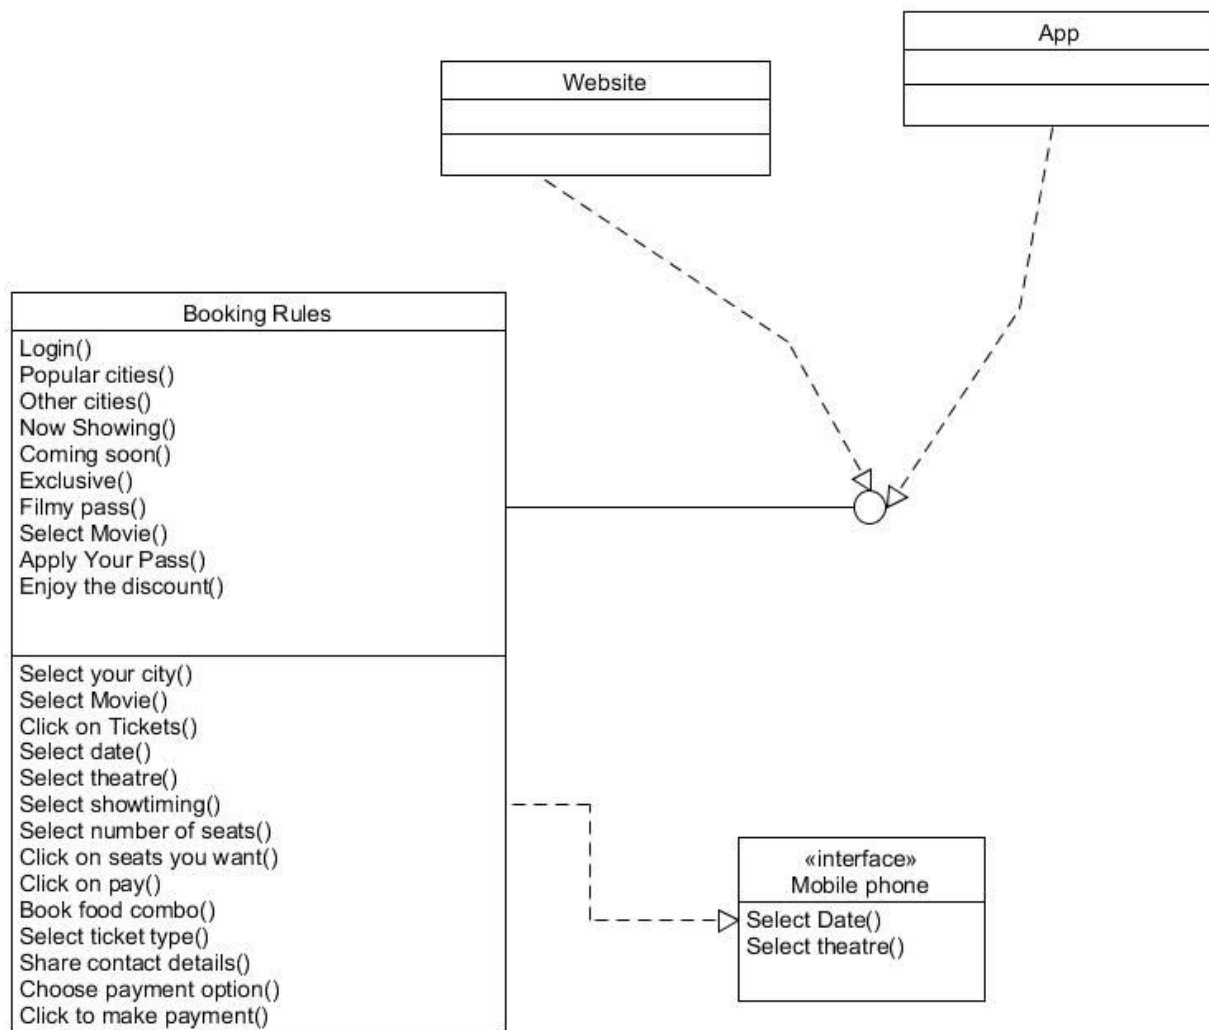 App
Website
Booking Rules
Login()
Popular cities()
Other cities()
Now Showing()
Coming soon()
Exclusive()
Filmy pass()
Select Movie()
Apply Your Pass()
Enjoy the discount()
Select your city()
Select Movie()
Click on Tickets()
Select date()
Select theatre()
Select showtiming()
Select number of seats()
Click on seats you want()
Click on pay()
Book food combo()
Select ticket type()
Share contact details()
Choose payment option()
Click to make payment()
«interface»
Mobile phone
Select Date()
Select theatre()